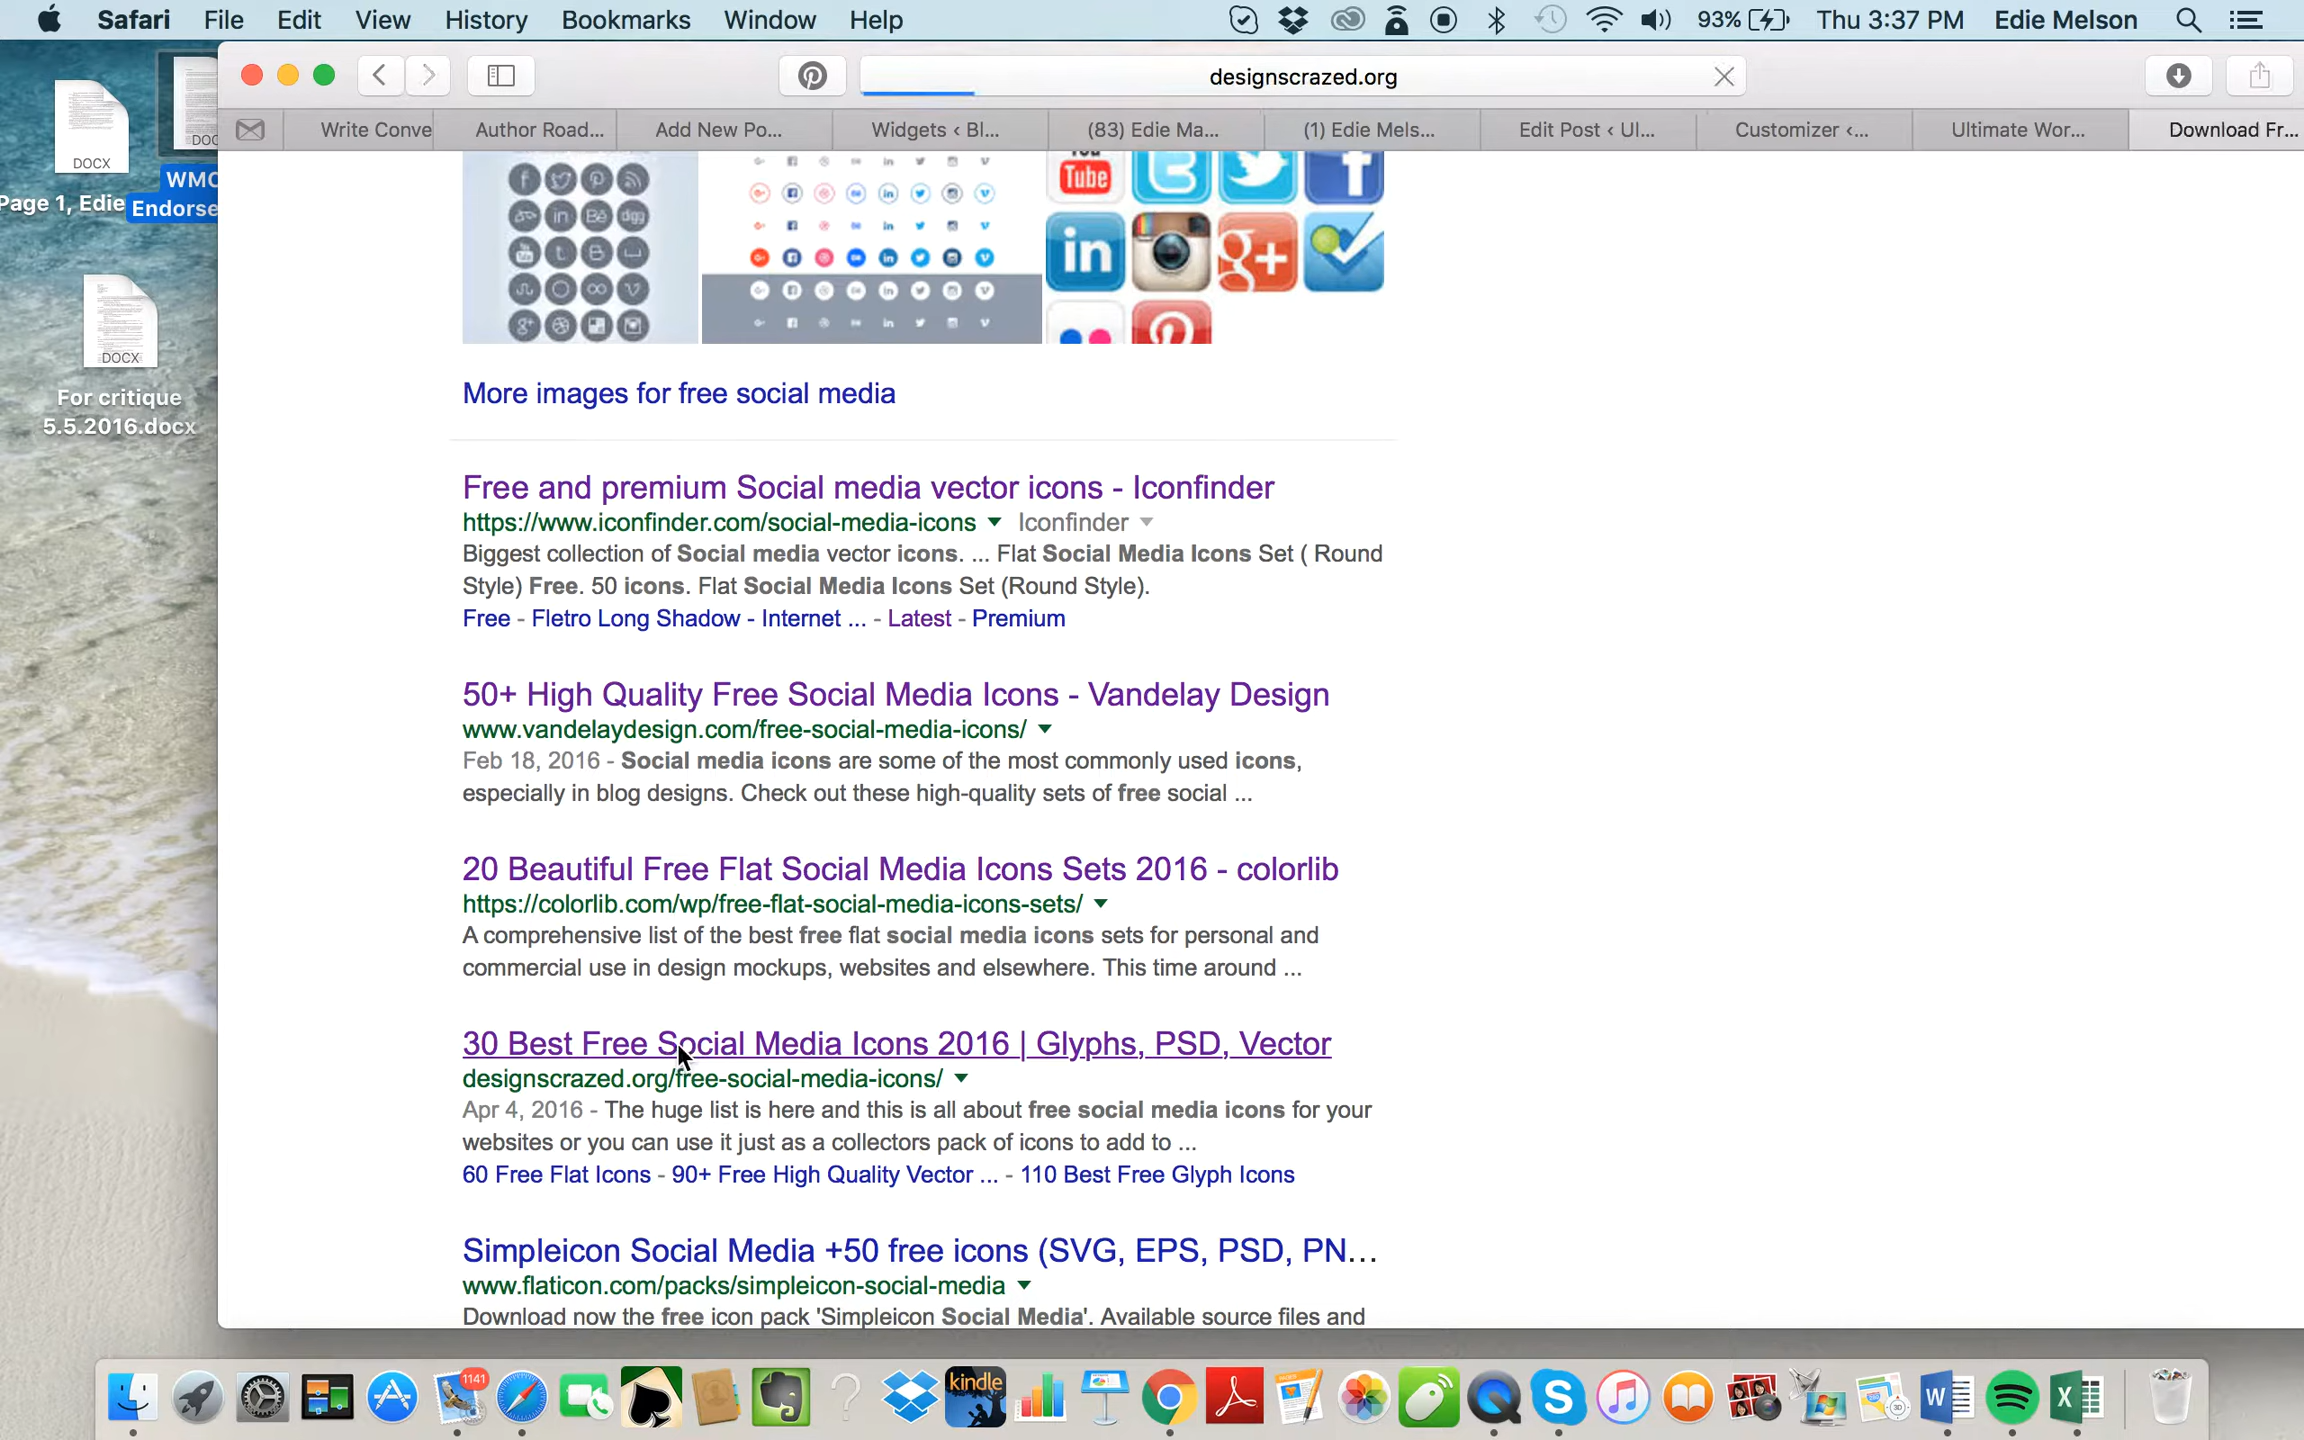 Safari File Edit View History Bookmarks Window Help 93% Thu 3:37 PM Edie Melson
designscrazed.org
Write Conve Author Road... Add New Po... Widgets ‹ Bl... (83) Edie Ma... (1) Edie Mels... Edit Post ‹ Ul... Customizer ‹... Ultimate Wor... Download Fr...
DOCX
DOC
WMC
Endorse
Page 1, Edie
DOCX
For critique
5.5.2016.docx
You
Tube
in
g+
Bē
digg
More images for free social media
Free and premium Social media vector icons - Iconfinder
https://www.iconfinder.com/social-media-icons ▼ Iconfinder ▼
Biggest collection of Social media vector icons. ... Flat Social Media Icons Set ( Round
Style) Free. 50 icons. Flat Social Media Icons Set (Round Style).
Free - Fletro Long Shadow - Internet ... - Latest - Premium
50+ High Quality Free Social Media Icons - Vandelay Design
www.vandelaydesign.com/free-social-media-icons/ ▼
Feb 18, 2016 - Social media icons are some of the most commonly used icons,
especially in blog designs. Check out these high-quality sets of free social ...
20 Beautiful Free Flat Social Media Icons Sets 2016 - colorlib
https://colorlib.com/wp/free-flat-social-media-icons-sets/ ▼
A comprehensive list of the best free flat social media icons sets for personal and
commercial use in design mockups, websites and elsewhere. This time around ...
30 Best Free Social Media Icons 2016 | Glyphs, PSD, Vector
designscrazed.org/free-social-media-icons/ ▼
Apr 4, 2016 - The huge list is here and this is all about free social media icons for your
websites or you can use it just as a collectors pack of icons to add to ...
60 Free Flat Icons - 90+ Free High Quality Vector ... - 110 Best Free Glyph Icons
Simpleicon Social Media +50 free icons (SVG, EPS, PSD, PN...
www.flaticon.com/packs/simpleicon-social-media ▼
Download now the free icon pack 'Simpleicon Social Media'. Available source files and
1141
kindle
PAGES
3D
W
S
X